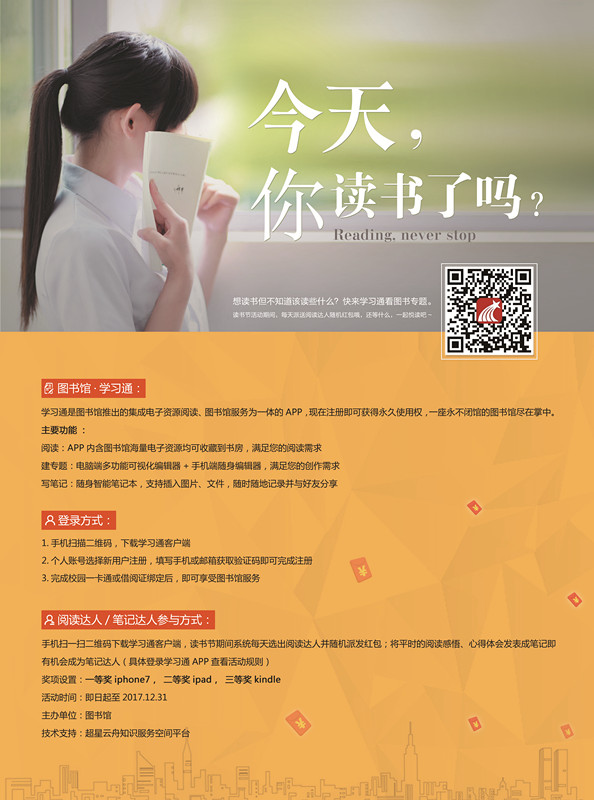 今天，
你读书了吗？
Reading, never stop
想读书但不知道该读些什么？快来学习通看图书专题。
读书节活动期间，每天派送阅读达人随机红包哦，还等什么，一起悦读吧～
图书馆·学习通：
学习通是图书馆推出的集成电子资源阅读、图书馆服务为一体的 APP，现在注册即可获得永久使用权，一座永不闭馆的图书馆尽在掌中。
主要功能 ：
阅读：APP 内含图书馆海量电子资源均可收藏到书房，满足您的阅读需求
建专题：电脑端多功能可视化编辑器 + 手机端随身编辑器，满足您的创作需求
写笔记：随身智能笔记本，支持插入图片、文件，随时随地记录并与好友分享
登录方式：
1. 手机扫描二维码，下载学习通客户端
2. 个人账号选择新用户注册，填写手机或邮箱获取验证码即可完成注册
3. 完成校园一卡通或借阅证绑定后，即可享受图书馆服务
阅读达人 / 笔记达人参与方式：
手机扫一扫二维码下载学习通客户端，读书节期间系统每天选出阅读达人并随机派发红包；将平时的阅读感悟、心得体会发表成笔记即
有机会成为笔记达人（具体登录学习通 APP 查看活动规则）
奖项设置：一等奖 iphone7， 二等奖 ipad， 三等奖 kindle
活动时间：即日起至 2017.12.31
主办单位：图书馆
技术支持：超星云舟知识服务空间平台